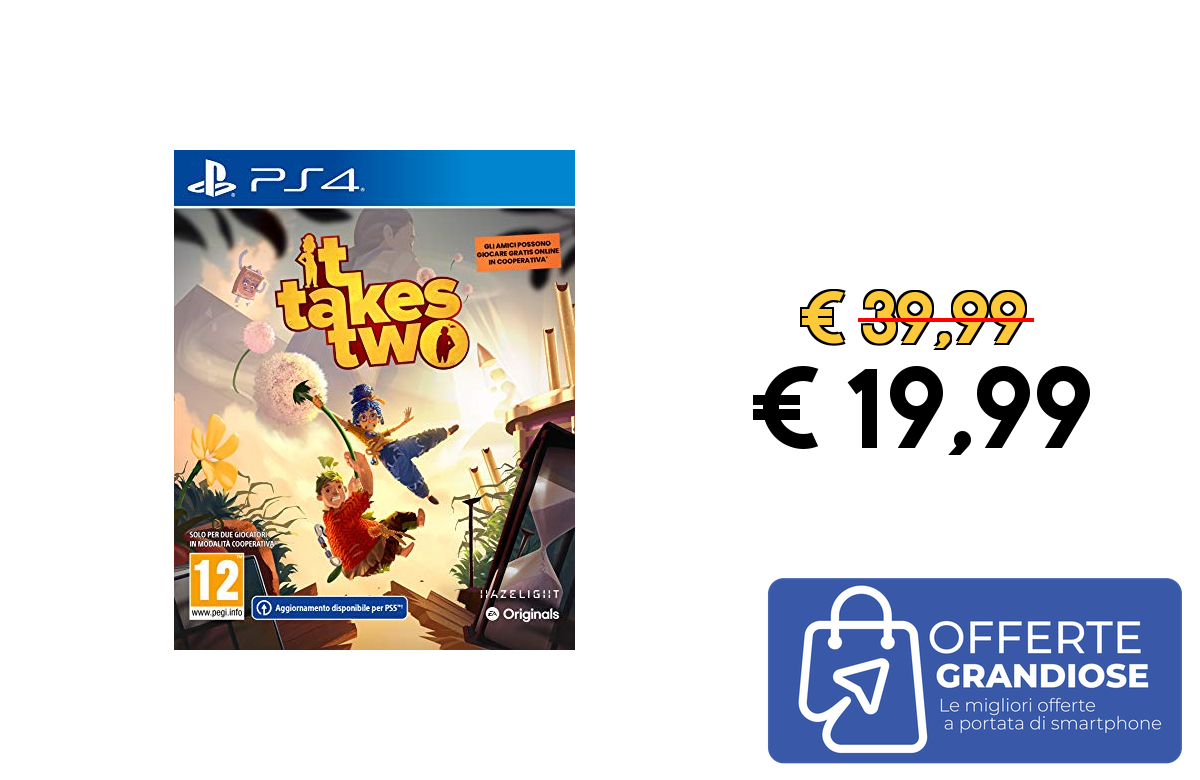 PS4
it
takes
two
GLI AMICI POSSONO
GIOCARE GRATIS ONLINE
IN COOPERATIVA*
SOLO PER DUE GIOCATORI
IN MODALITÀ COOPERATIVA
12
www.pegi.info
Aggiornamento disponibile per PS5™
HAZELIGHT
EA Originals
€ 39,99
€ 19,99
OFFERTE
GRANDIOSE
Le migliori offerte
a portata di smartphone